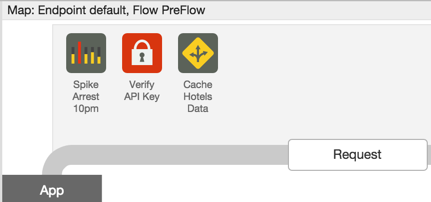 Map: Endpoint default, Flow PreFlow
Spike
Arrest
10pm
Verify
API Key
Cache
Hotels
Data
Request
App